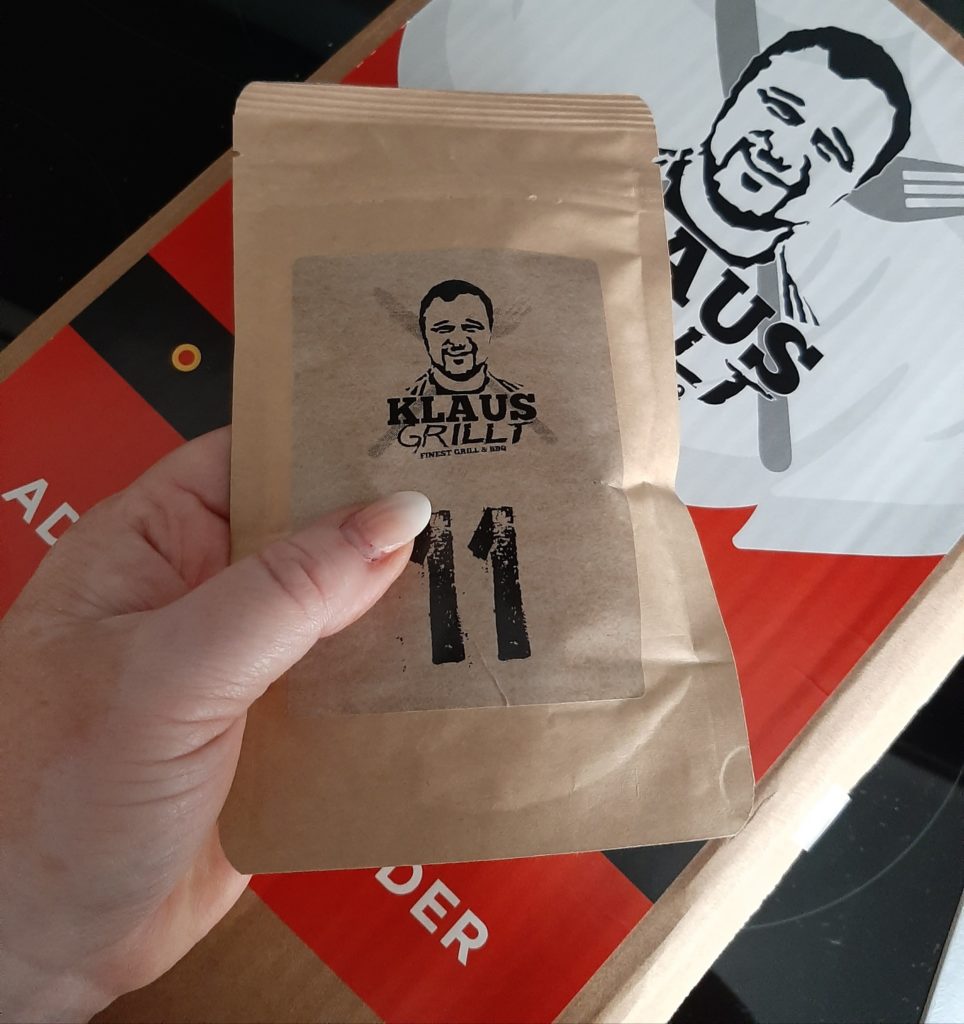 KLAUS
GRILLT
FINEST GRILL & BBQ
11
AD
DER
AUS
LLT